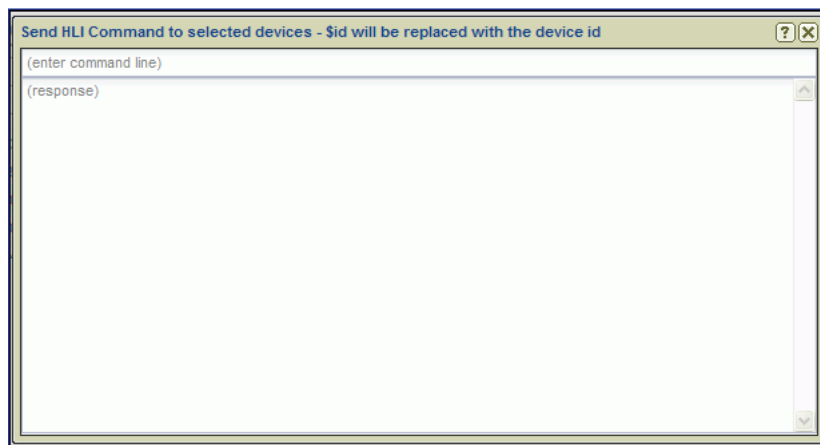 Send HLI Command to selected devices - $id will be replaced with the device id
?
(enter command line)
(response)